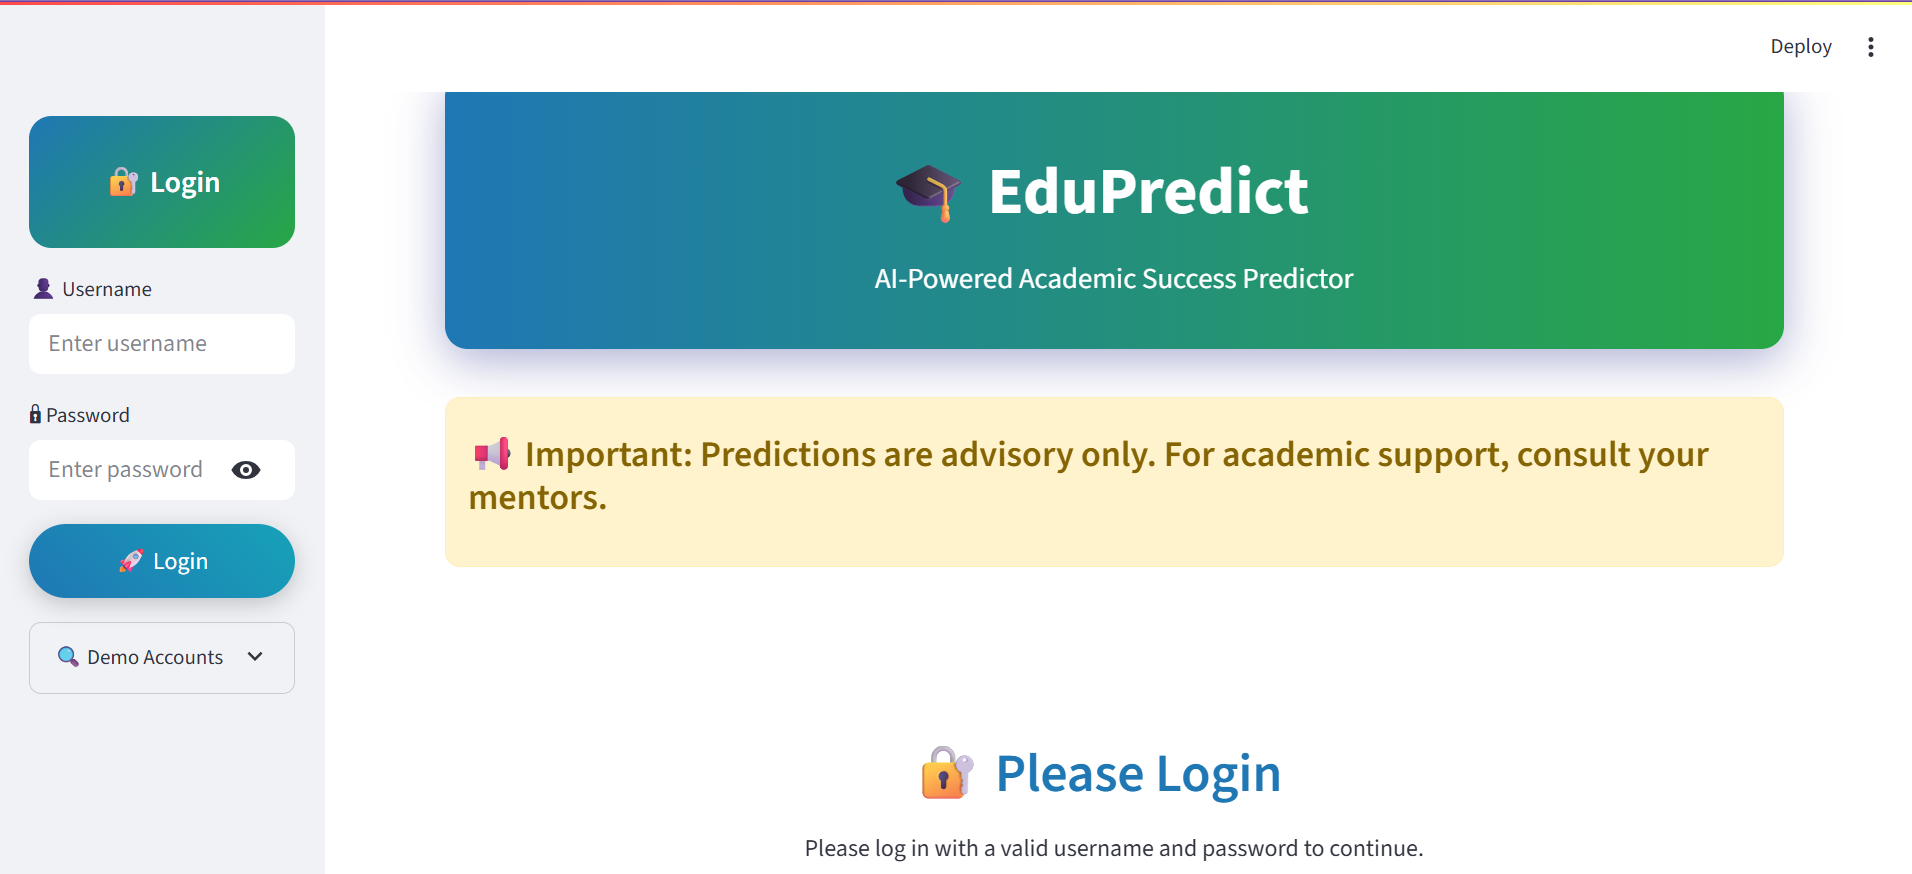 Deploy
Login
Username
Enter username
Password
Enter password
Login
Demo Accounts
EduPredict
AI-Powered Academic Success Predictor
Important: Predictions are advisory only. For academic support, consult your
mentors.
Please Login
Please log in with a valid username and password to continue.